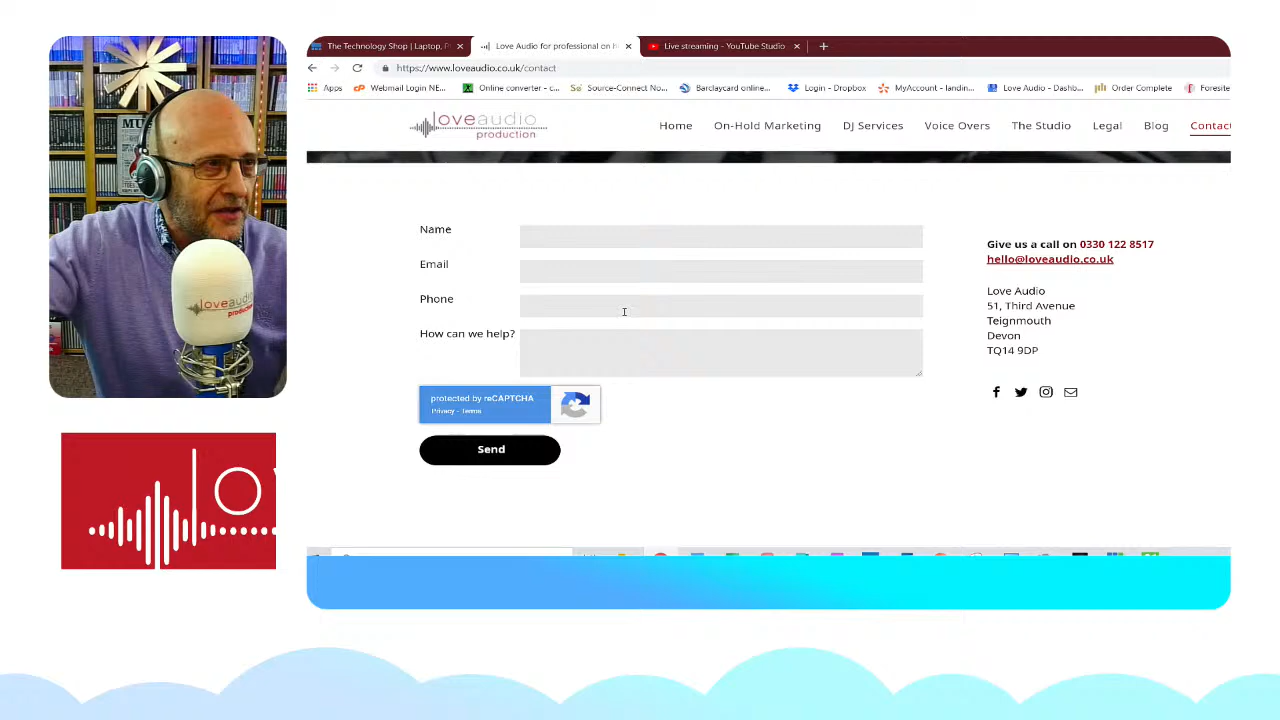 The Technology Shop | Laptop, P
Love Audio for professional on h
Live streaming - YouTube Studio
https://www.loveaudio.co.uk/contact
Apps
Webmail Login NE...
Online converter - c...
Source-Connect No...
Barclaycard online...
Login - Dropbox
MyAccount - landin...
Love Audio - Dashb...
Order Complete
Foresite
loveaudio
production
Home
On-Hold Marketing
DJ Services
Voice Overs
The Studio
Legal
Blog
Contac
Name
Email
Phone
How can we help?
protected by reCAPTCHA
Privacy - Terms
Send
Give us a call on 0330 122 8517
hello@loveaudio.co.uk
Love Audio
51, Third Avenue
Teignmouth
Devon
TQ14 9DP
loveaudio
production